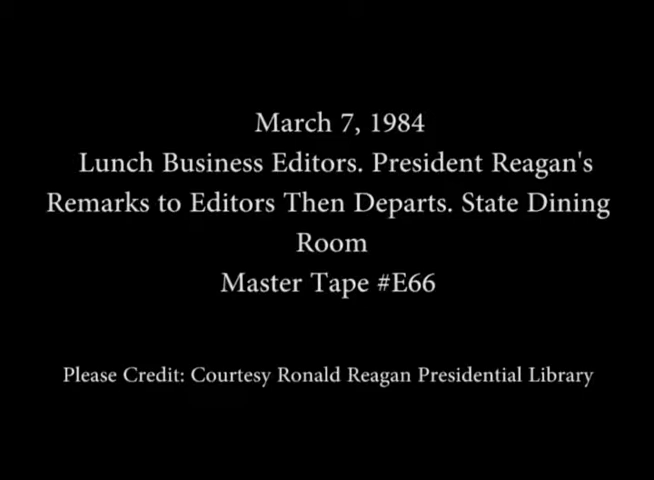 March 7, 1984
Lunch Business Editors. President Reagan's
Remarks to Editors Then Departs. State Dining
Room
Master Tape #E66
Please Credit: Courtesy Ronald Reagan Presidential Library